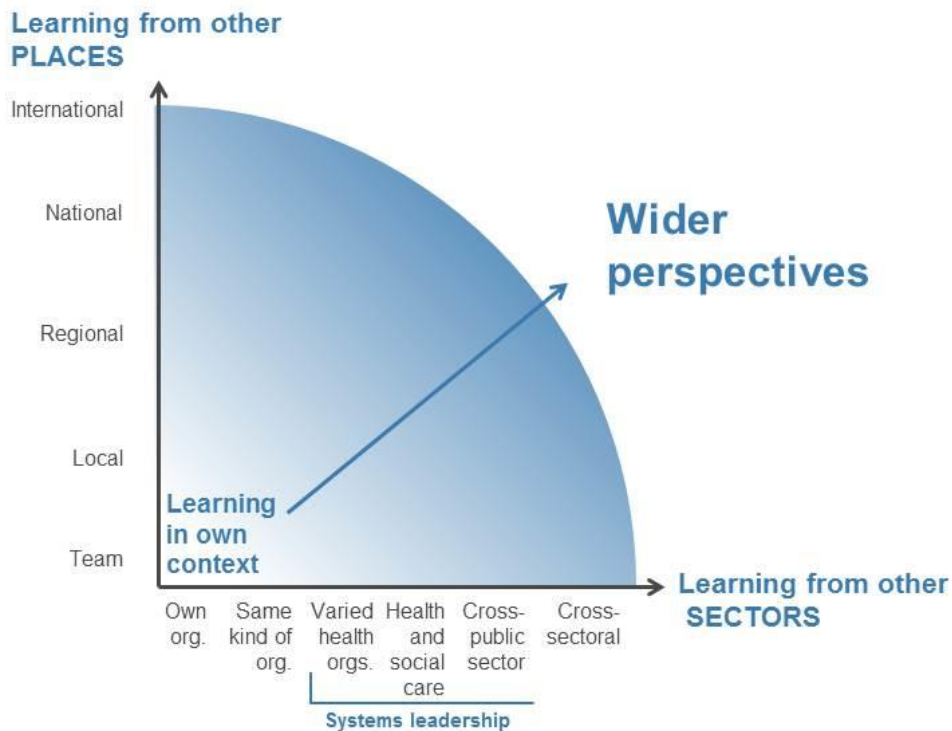 Learning from other
PLACES
International
National
Regional
Local
Team
Wider
perspectives
Learning
in own
context
Learning from other
SECTORS
Own
org.
Same
kind of
org.
Varied
health
orgs.
Health
and
social
care
Cross-
public
sector
Cross-
sectoral
Systems leadership